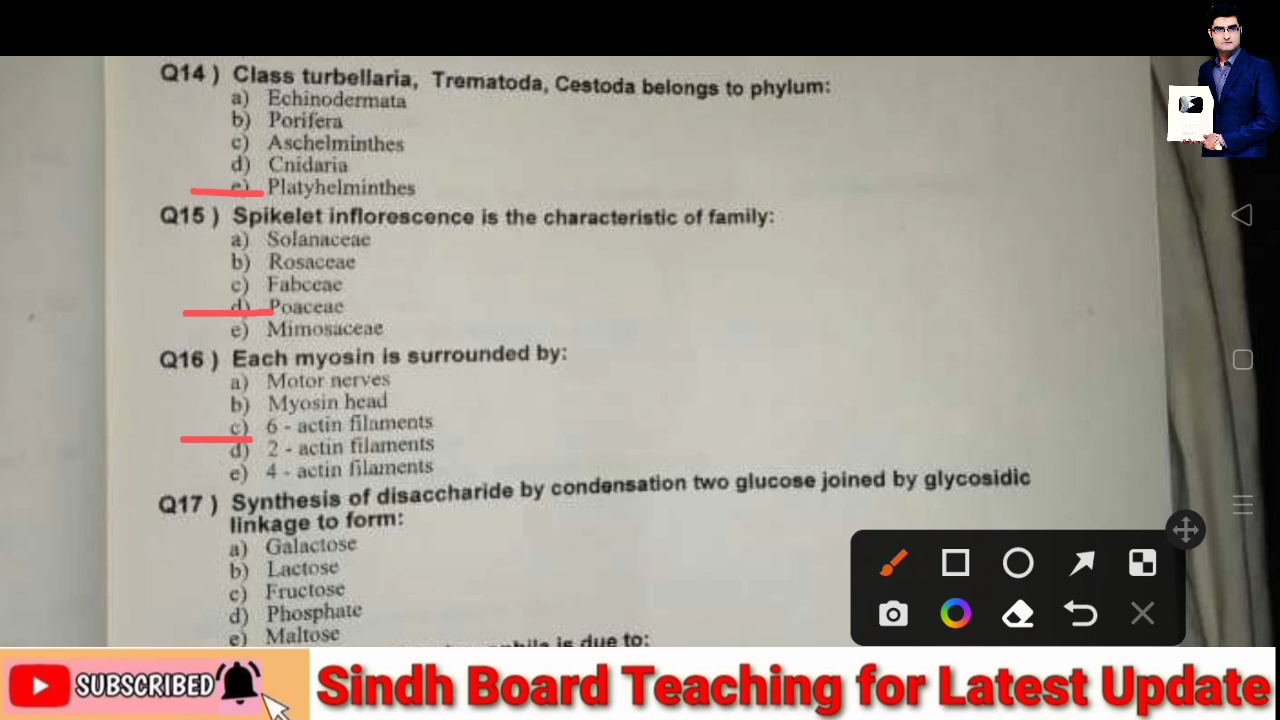 Q14 ) Class turbellaria, Trematoda, Cestoda belongs to phylum:
a) Echinodermata
b) Porifera
c) Aschelminthes
d) Cnidaria
e) Platyhelminthes
Q15 ) Spikelet inflorescence is the characteristic of family:
a) Solanaceae
b) Rosaceae
c) Fabceae
d) Poaceae
e) Mimosaceae
Q16 ) Each myosin is surrounded by:
a) Motor nerves
b) Myosin head
c) 6 - actin filaments
d) 2 - actin filaments
e) 4 - actin filaments
Q17 ) Synthesis of disaccharide by condensation two glucose joined by glycosidic
linkage to form:
a) Galactose
b) Lactose
c) Fructose
d) Phosphate
e) Maltose
is due to:
SUBSCRIBED
Sindh Board Teaching for Latest Update